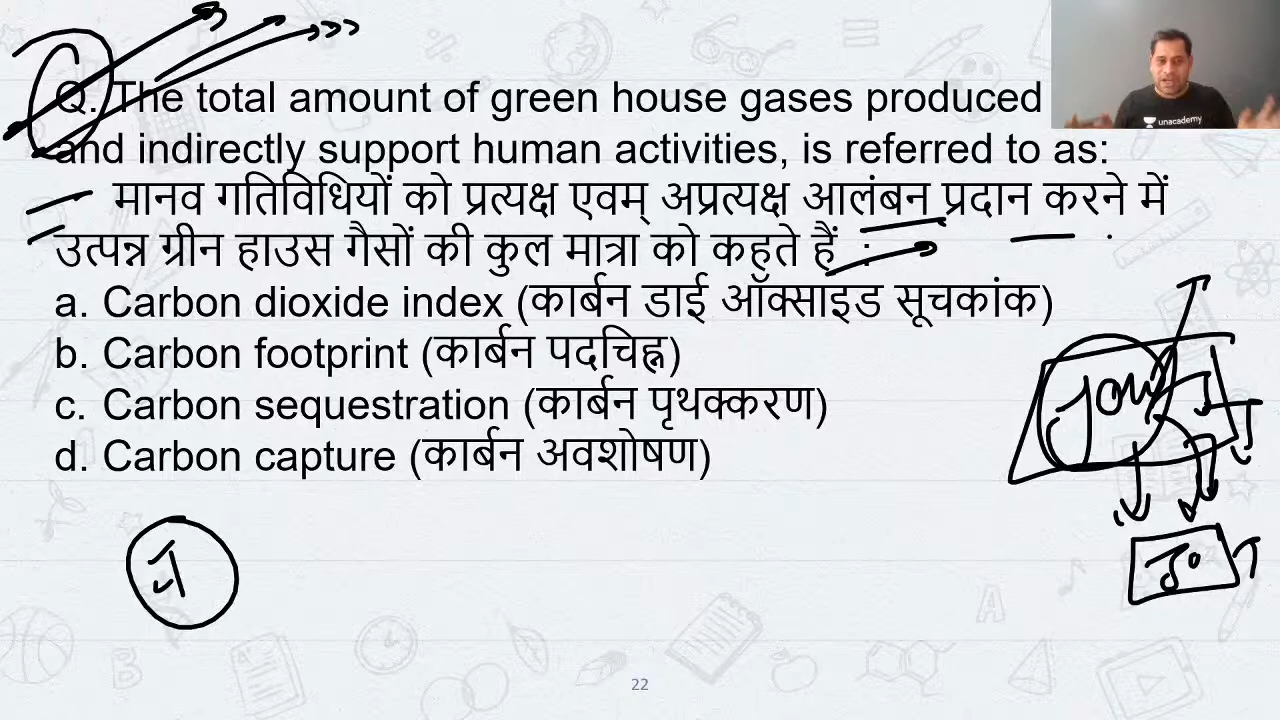 Q. The total amount of green house gases produced
and indirectly support human activities, is referred to as:
मानव गतिविधियों को प्रत्यक्ष एवम् अप्रत्यक्ष आलंबन प्रदान करने में
उत्पन्न ग्रीन हाउस गैसों की कुल मात्रा को कहते हैं :
a. Carbon dioxide index (कार्बन डाई ऑक्साइड सूचकांक)
b. Carbon footprint (कार्बन पदचिह्न)
c. Carbon sequestration (कार्बन पृथक्करण)
d. Carbon capture (कार्बन अवशोषण)
unacademy
22